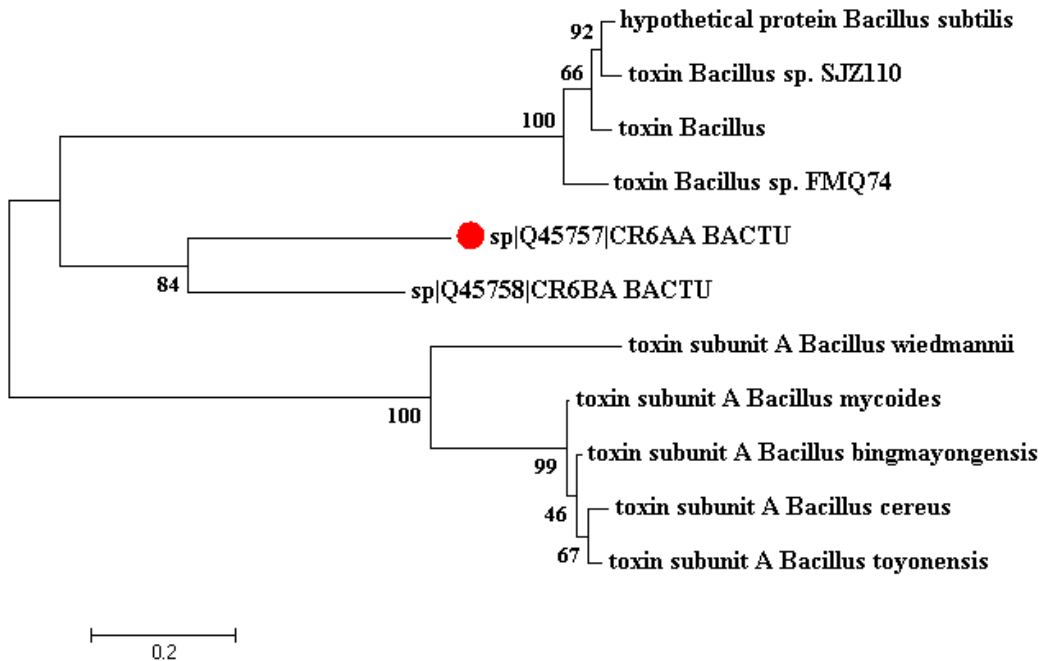 hypothetical protein Bacillus subtilis
92
toxin Bacillus sp. SJZ110
66
100
toxin Bacillus
toxin Bacillus sp. FMQ74
sp|Q45757|CR6AA BACTU
84
sp|Q45758|CR6BA BACTU
toxin subunit A Bacillus wiedmannii
toxin subunit A Bacillus mycoides
100
toxin subunit A Bacillus bingmayongensis
99
toxin subunit A Bacillus cereus
46
67
toxin subunit A Bacillus toyonensis
0.2